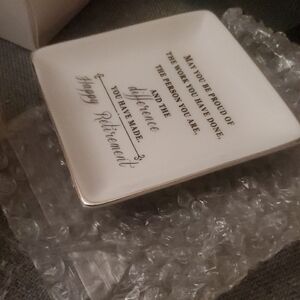 MAY YOU BE PROUD OF
THE WORK YOU HAVE DONE,
THE PERSON YOU ARE,
AND THE
difference
YOU HAVE MADE.
Happy Retirement